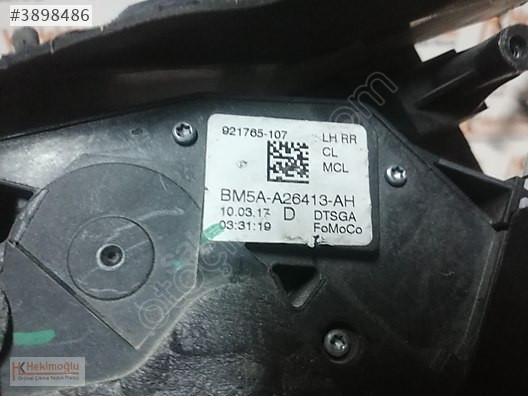 #3898486
921765-107
LH RR
CL
MCL
BM5A-A26413-AH
10.03.17 D DTSGA
03:31:19 FoMoCo
HK Hekimoğlu